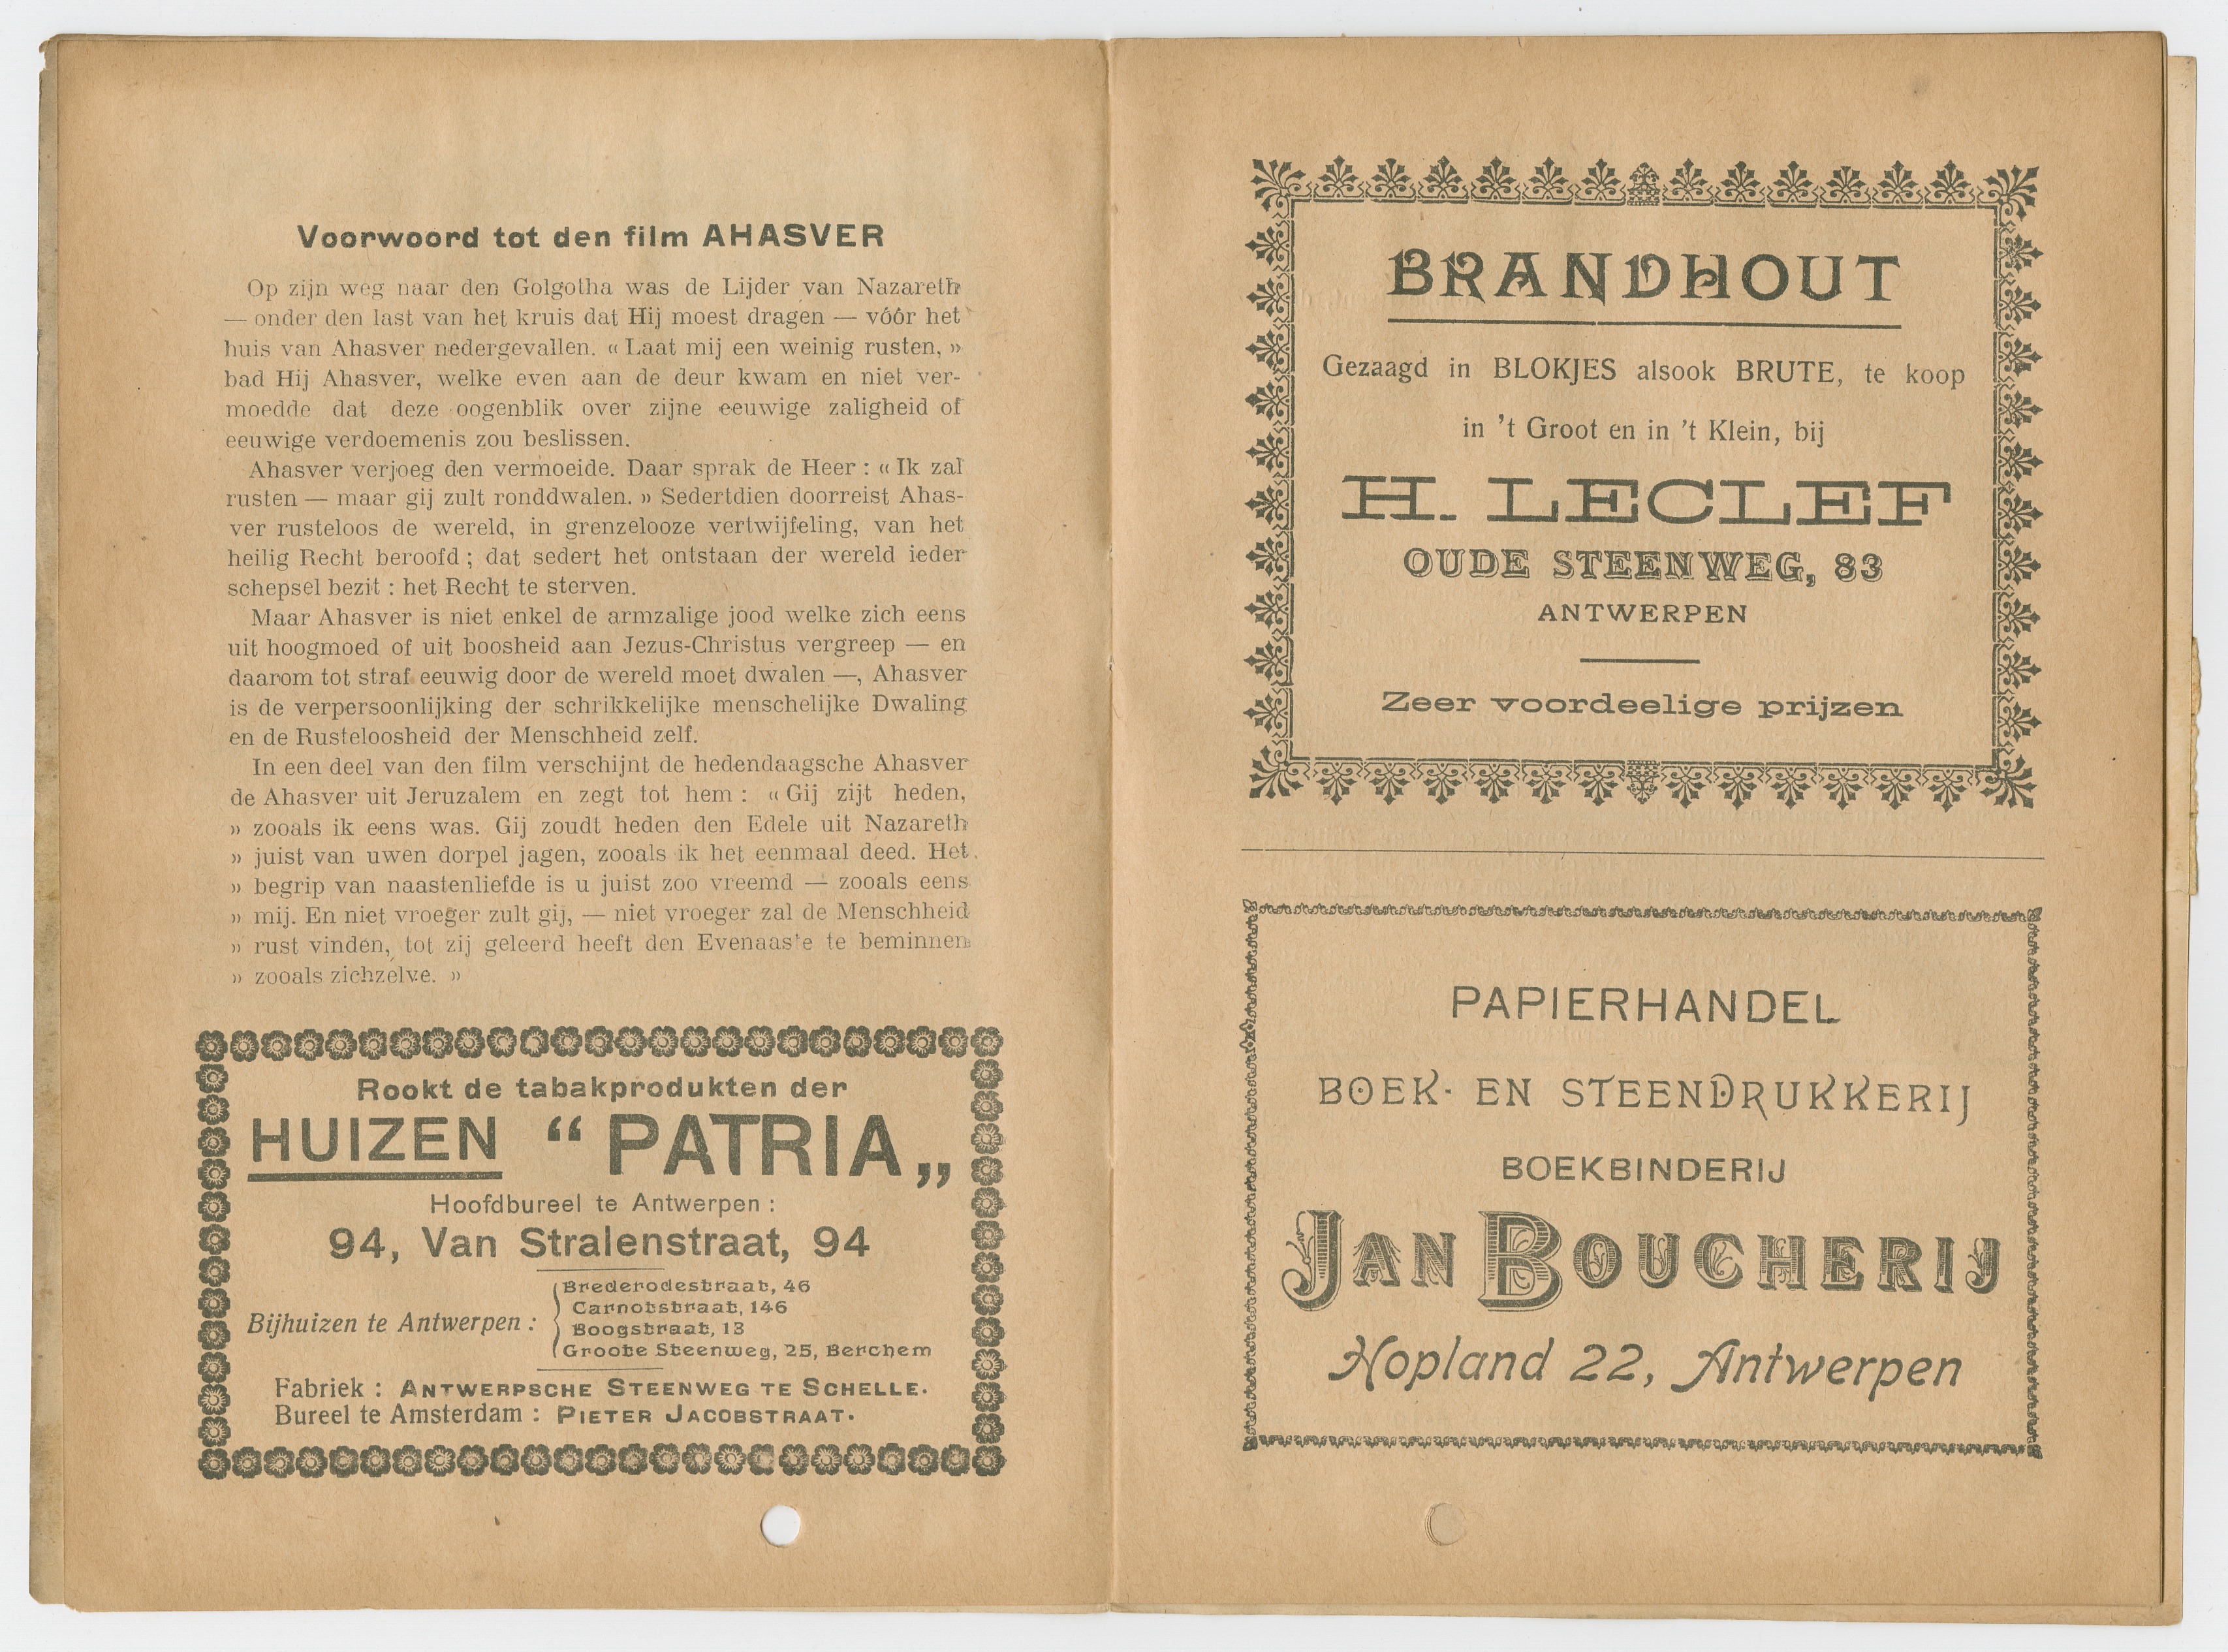 Voorwoord tot den film AHASVER
Op zijn weg naar den Golgotha was de Lijder van Nazareth
— onder den last van het kruis dat Hij moest dragen — vóór het
huis van Ahasver nedergevallen. « Laat mij een weinig rusten, »
bad Hij Ahasver, welke even aan de deur kwam en niet ver-
moedde dat deze oogenblik over zijne eeuwige zaligheid of
eeuwige verdoemenis zou beslissen.
Ahasver verjoeg den vermoeide. Daar sprak de Heer : « Ik zal
rusten — maar gij zult ronddwalen. » Sedertdien doorreist Ahas-
ver rusteloos de wereld, in grenzelooze vertwijfeling, van het
heilig Recht beroofd ; dat sedert het ontstaan der wereld ieder
schepsel bezit : het Recht te sterven.
Maar Ahasver is niet enkel de armzalige jood welke zich eens
uit hoogmoed of uit boosheid aan Jezus-Christus vergreep — en
daarom tot straf eeuwig door de wereld moet dwalen —, Ahasver
is de verpersoonlijking der schrikkelijke menschelijke Dwaling
en de Rusteloosheid der Menschheid zelf.
In een deel van den film verschijnt de hedendaagsche Ahasver
de Ahasver uit Jeruzalem en zegt tot hem : « Gij zijt heden,
» zooals ik eens was. Gij zoudt heden den Edele uit Nazareth
» juist van uwen dorpel jagen, zooals ik het eenmaal deed. Het
» begrip van naastenliefde is u juist zoo vreemd — zooals eens
» mij. En niet vroeger zult gij, — niet vroeger zal de Menschheid
» rust vinden, tot zij geleerd heeft den Evenaaste te beminnen
» zooals zichzelve. »
Rookt de tabakprodukten der
HUIZEN “ PATRIA „
Hoofdbureel te Antwerpen :
94, Van Stralenstraat, 94
Bijhuizen te Antwerpen :
Brederodestraat, 46
Carnotstraat, 146
Boogstraat, 13
Groote Steenweg, 25, Berchem
Fabriek : ANTWERPSCHE STEENWEG TE SCHELLE.
Bureel te Amsterdam : PIETER JACOBSTRAAT.
BRANDHOUT
Gezaagd in BLOKJES alsook BRUTE, te koop
in 't Groot en in 't Klein, bij
H. LECLEF
OUDE STEENWEG, 83
ANTWERPEN
Zeer voordeelige prijzen
PAPIERHANDEL
BOEK- EN STEENDRUKKERIJ
BOEKBINDERIJ
JAN BOUCHERIJ
Hopland 22, Antwerpen